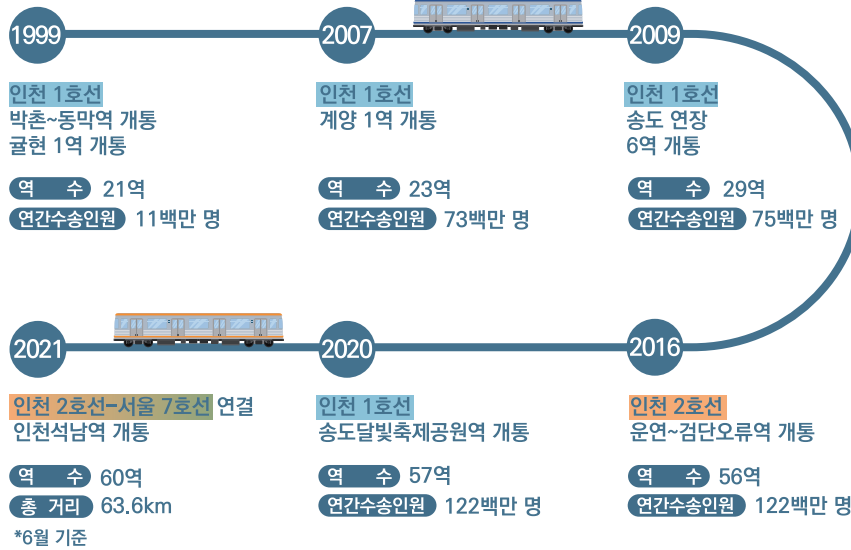 1999
인천 1호선
박촌~동막역 개통
귤현 1역 개통
역 수 21역
연간수송인원 11백만 명
2007
인천 1호선
계양 1역 개통
역 수 23역
연간수송인원 73백만 명
2009
인천 1호선
송도 연장
6역 개통
역 수 29역
연간수송인원 75백만 명
2016
인천 2호선
운연~검단오류역 개통
역 수 56역
연간수송인원 122백만 명
2020
인천 1호선
송도달빛축제공원역 개통
역 수 57역
연간수송인원 122백만 명
2021
인천 2호선-서울 7호선 연결
인천석남역 개통
역 수 60역
총 거리 63.6km
*6월 기준